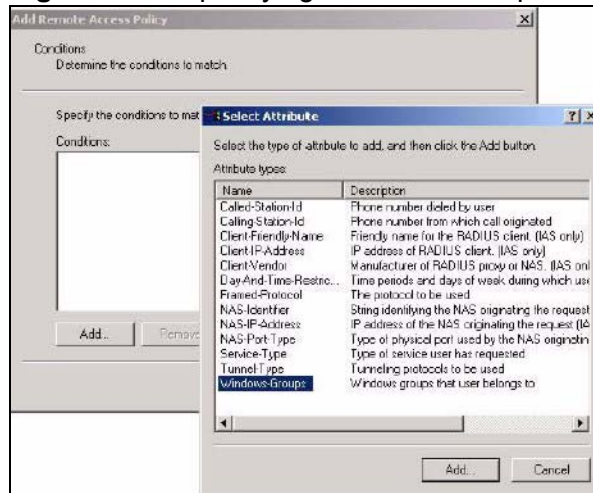 Add Remote Access Policy
Conditions
Determine the conditions to match.
Specify the conditions to mat
Conditions:
Add...
Remove
Select Attribute
Select the type of attribute to add, and then click the Add button.
Attribute types:
Name Description
Called-Station-Id Phone number dialed by user
Calling-Station-Id Phone number from which call originated
Client-Friendly-Name Friendly name for the RADIUS client. (IAS only)
Client-IP-Address IP address of RADIUS client. (IAS only)
Client-Vendor Manufacturer of RADIUS proxy or NAS. (IAS onl
Day-And-Time-Restric... Time periods and days of week during which use
Framed-Protocol The protocol to be used
NAS-Identifier String identifying the NAS originating the request
NAS-IP-Address IP address of the NAS originating the request (IA
NAS-Port-Type Type of physical port used by the NAS originatin
Service-Type Type of service user has requested
Tunnel-Type Tunneling protocols to be used
Windows-Groups Windows groups that user belongs to
Add...
Cancel